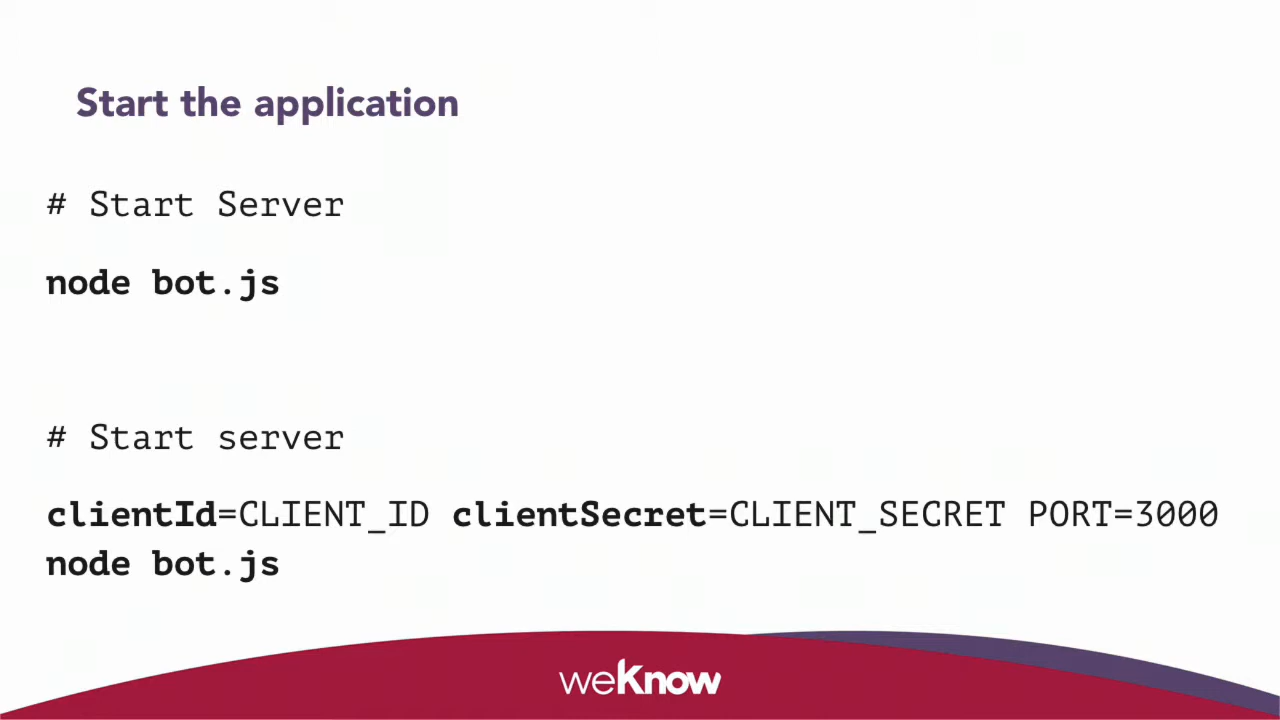 Start the application
# Start Server
node bot.js
# Start server
clientId=CLIENT_ID clientSecret=CLIENT_SECRET PORT=3000
node bot.js
weKnow